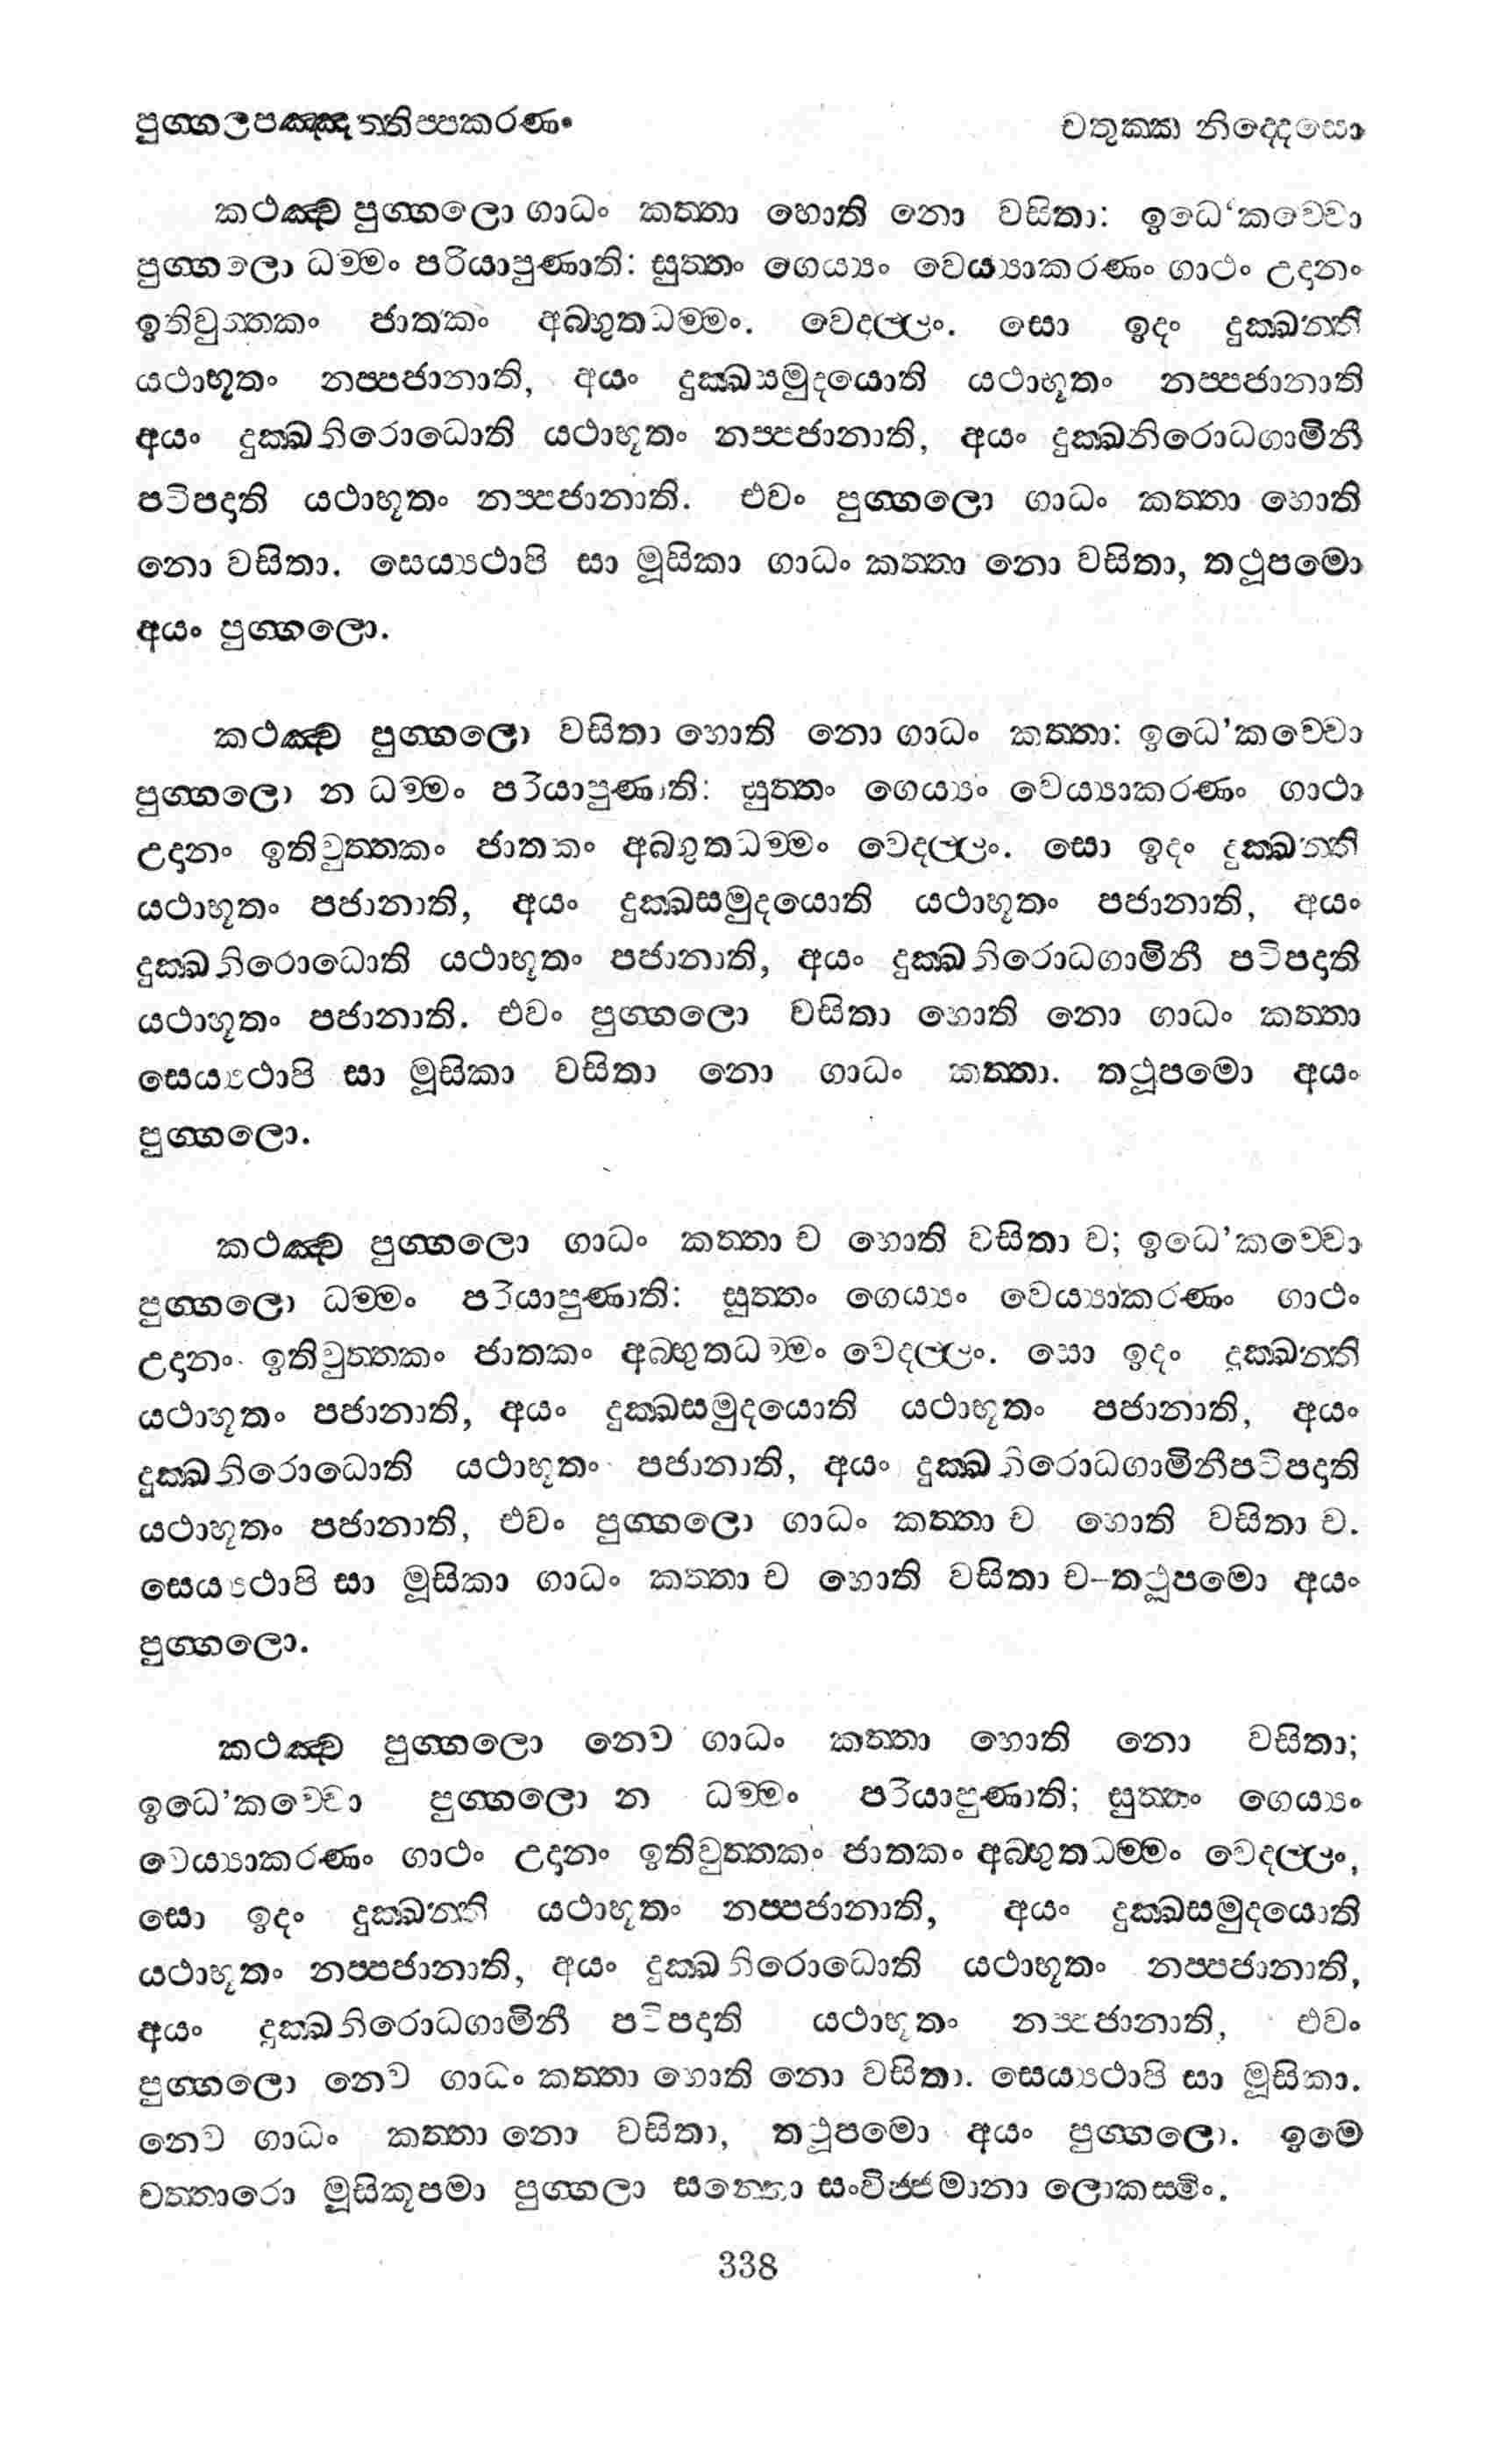 පුග්ගලපඤ්ඤත්තිප්පකරණං
චතුක්ක නිද්දෙසො
කථඤ්ච පුග්ගලො ගාධං කත්තා හොති නො වසිතා: ඉධෙ‘කච්චො
පුග්ගලො ධම්මං පරියාපුණාති: සුත්තං ගෙය්‍යං වෙය්‍යාකරණං ගාථං උදානං
ඉතිවුත්තකං ජාතකං අබ්භුතධම්මං. වෙදල්ලං. සො ඉදං දුක්ඛන්ති
යථාභූතං නප්පජානාති, අයං දුක්ඛසමුදයොති යථාභූතං නප්පජානාති
අයං දුක්ඛනිරොධොති යථාභූතං නප්පජානාති, අයං දුක්ඛනිරොධගාමිනී
පටිපදාති යථාභූතං නප්පජානාති. එවං පුග්ගලො ගාධං කත්තා හොති
නො වසිතා. සෙය්‍යථාපි සා මූසිකා ගාධං කත්තා නො වසිතා, තථූපමො
අයං පුග්ගලො.
කථඤ්ච පුග්ගලො වසිතා හොති නො ගාධං කත්තා: ඉධෙ’කච්චො
පුග්ගලො න ධම්මං පරියාපුණාති: සුත්තං ගෙය්‍යං වෙය්‍යාකරණං ගාථා
උදානං ඉතිවුත්තකං ජාතකං අබ්භුතධම්මං වෙදල්ලං. සො ඉදං දුක්ඛන්ති
යථාභූතං පජානාති, අයං දුක්ඛසමුදයොති යථාභූතං පජානාති, අයං
දුක්ඛනිරොධොති යථාභූතං පජානාති, අයං දුක්ඛනිරොධගාමිනී පටිපදාති
යථාභූතං පජානාති. එවං පුග්ගලො වසිතා හොති නො ගාධං කත්තා
සෙය්‍යථාපි සා මූසිකා වසිතා නො ගාධං කත්තා. තථූපමො අයං
පුග්ගලො.
කථඤ්ච පුග්ගලො ගාධං කත්තා ච හොති වසිතා ච; ඉධෙ’කච්චො
පුග්ගලො ධම්මං පරියාපුණාති: සුත්තං ගෙය්‍යං වෙය්‍යාකරණං ගාථං
උදානං ඉතිවුත්තකං ජාතකං අබ්භුතධම්මං වෙදල්ලං. සො ඉදං දුක්ඛන්ති
යථාභූතං පජානාති, අයං දුක්ඛසමුදයොති යථාභූතං පජානාති, අයං
දුක්ඛනිරොධොති යථාභූතං පජානාති, අයං දුක්ඛනිරොධගාමිනීපටිපදාති
යථාභූතං පජානාති, එවං පුග්ගලො ගාධං කත්තා ච හොති වසිතා ච.
සෙය්‍යථාපි සා මූසිකා ගාධං කත්තා ච හොති වසිතා ච–තථූපමො අයං
පුග්ගලො.
කථඤ්ච පුග්ගලො නෙව ගාධං කත්තා හොති නො වසිතා;
ඉධෙ’කච්චො පුග්ගලො න ධම්මං පරියාපුණාති; සුත්තං ගෙය්‍යං
වෙය්‍යාකරණං ගාථං උදානං ඉතිවුත්තකං ජාතකං අබ්භුතධම්මං වෙදල්ලං,
සො ඉදං දුක්ඛන්ති යථාභූතං නප්පජානාති, අයං දුක්ඛසමුදයොති
යථාභූතං නප්පජානාති, අයං දුක්ඛනිරොධොති යථාභූතං නප්පජානාති,
අයං දුක්ඛනිරොධගාමිනී පටිපදාති යථාභූතං නප්පජානාති, එවං
පුග්ගලො නෙව ගාධං කත්තා හොති නො වසිතා. සෙය්‍යථාපි සා මූසිකා.
නෙව ගාධං කත්තා නො වසිතා, තථූපමො අයං පුග්ගලො. ඉමෙ
චත්තාරො මූසිකූපමා පුග්ගලා සන්තො සංවිජ්ජමානා ලොකස්මිං.
338